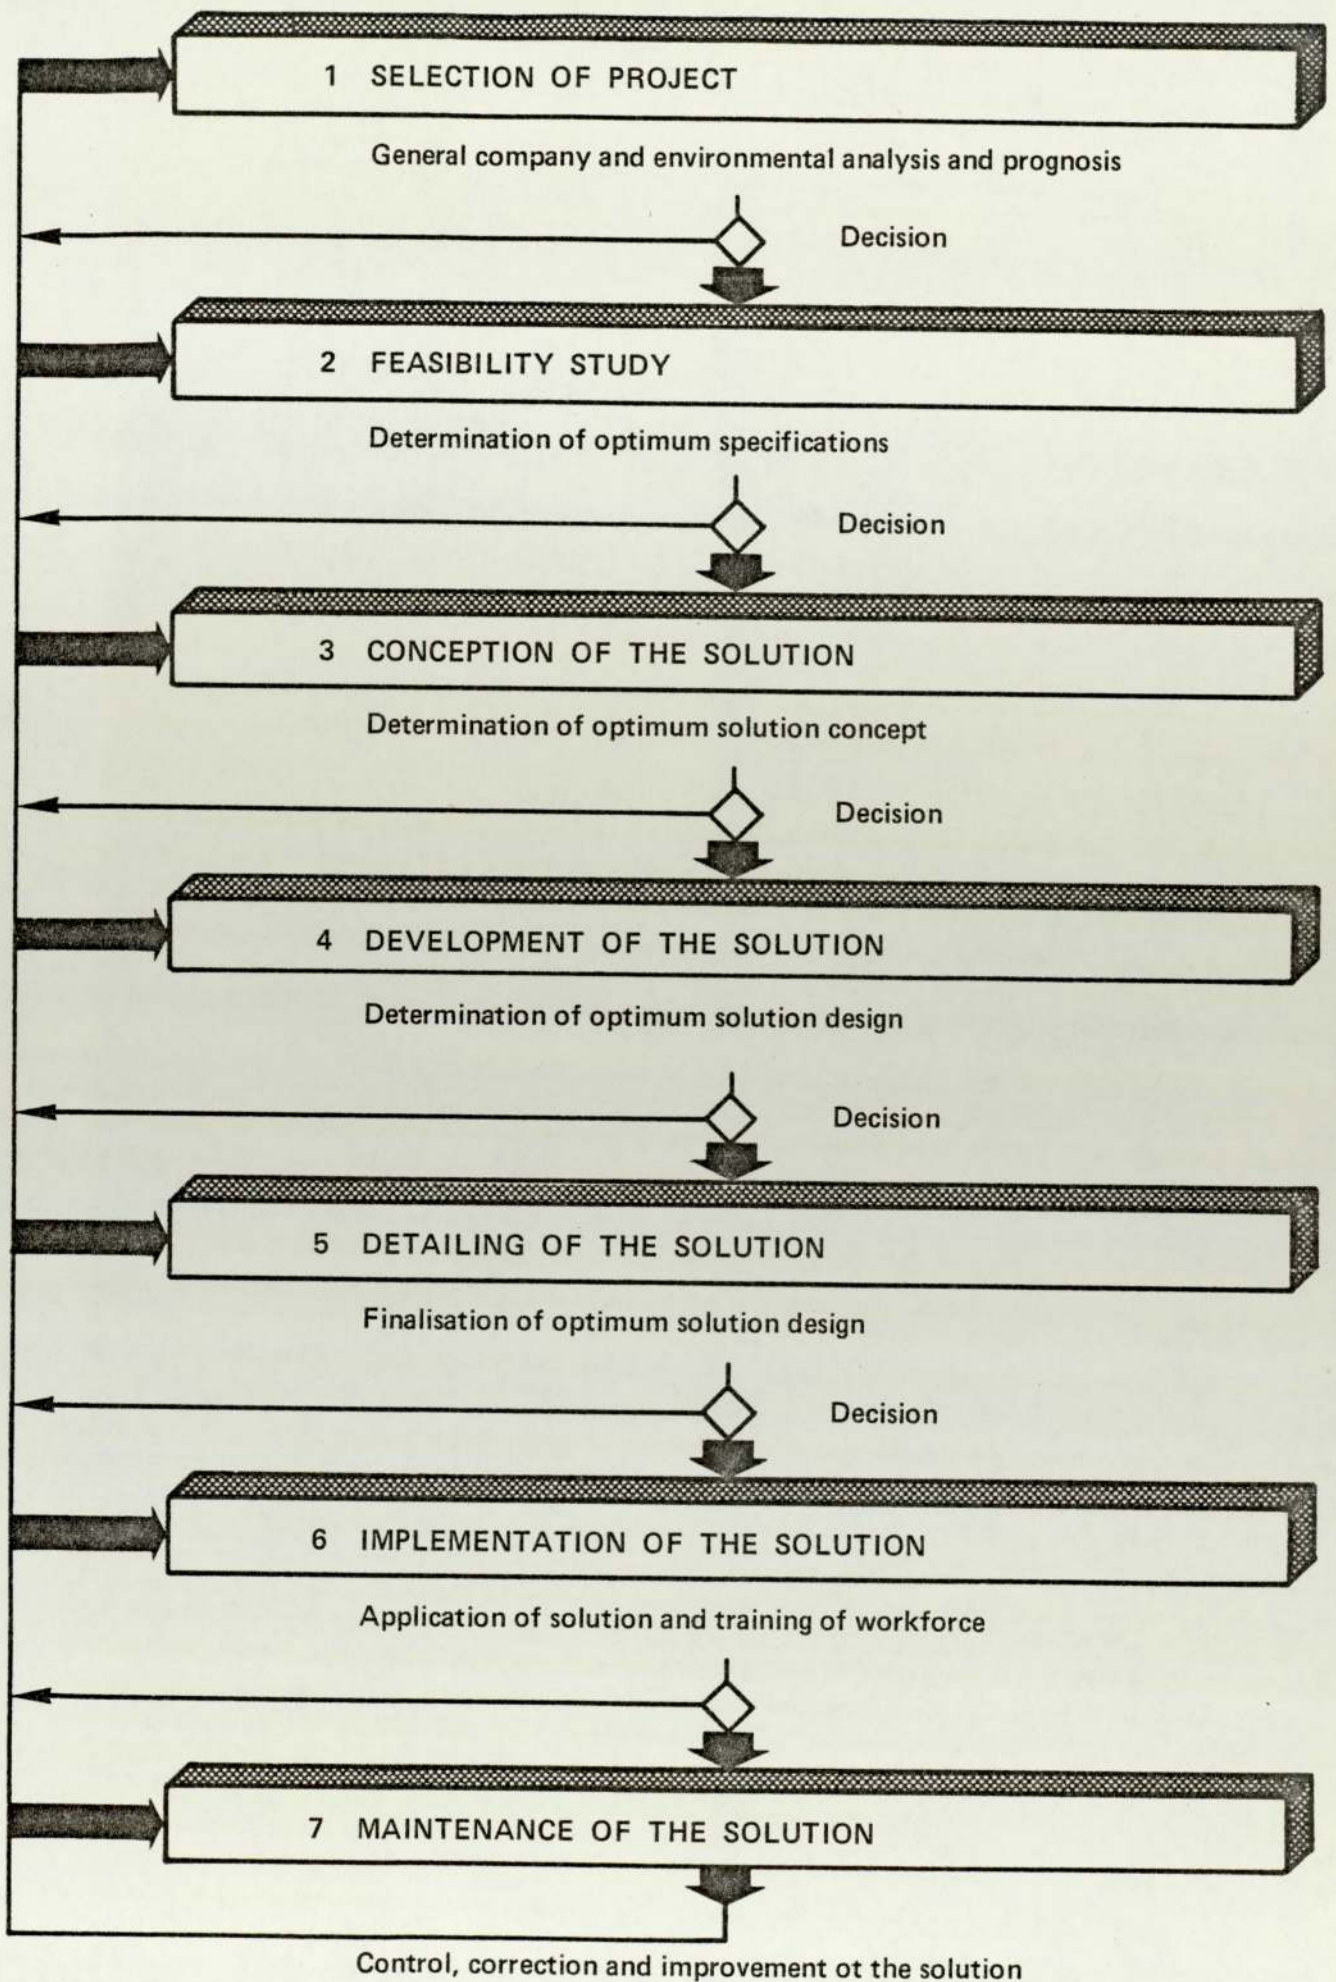 1 SELECTION OF PROJECT
General company and environmental analysis and prognosis
Decision
2 FEASIBILITY STUDY
Determination of optimum specifications
Decision
3 CONCEPTION OF THE SOLUTION
Determination of optimum solution concept
Decision
4 DEVELOPMENT OF THE SOLUTION
Determination of optimum solution design
Decision
5 DETAILING OF THE SOLUTION
Finalisation of optimum solution design
Decision
6 IMPLEMENTATION OF THE SOLUTION
Application of solution and training of workforce
7 MAINTENANCE OF THE SOLUTION
Control, correction and improvement ot the solution